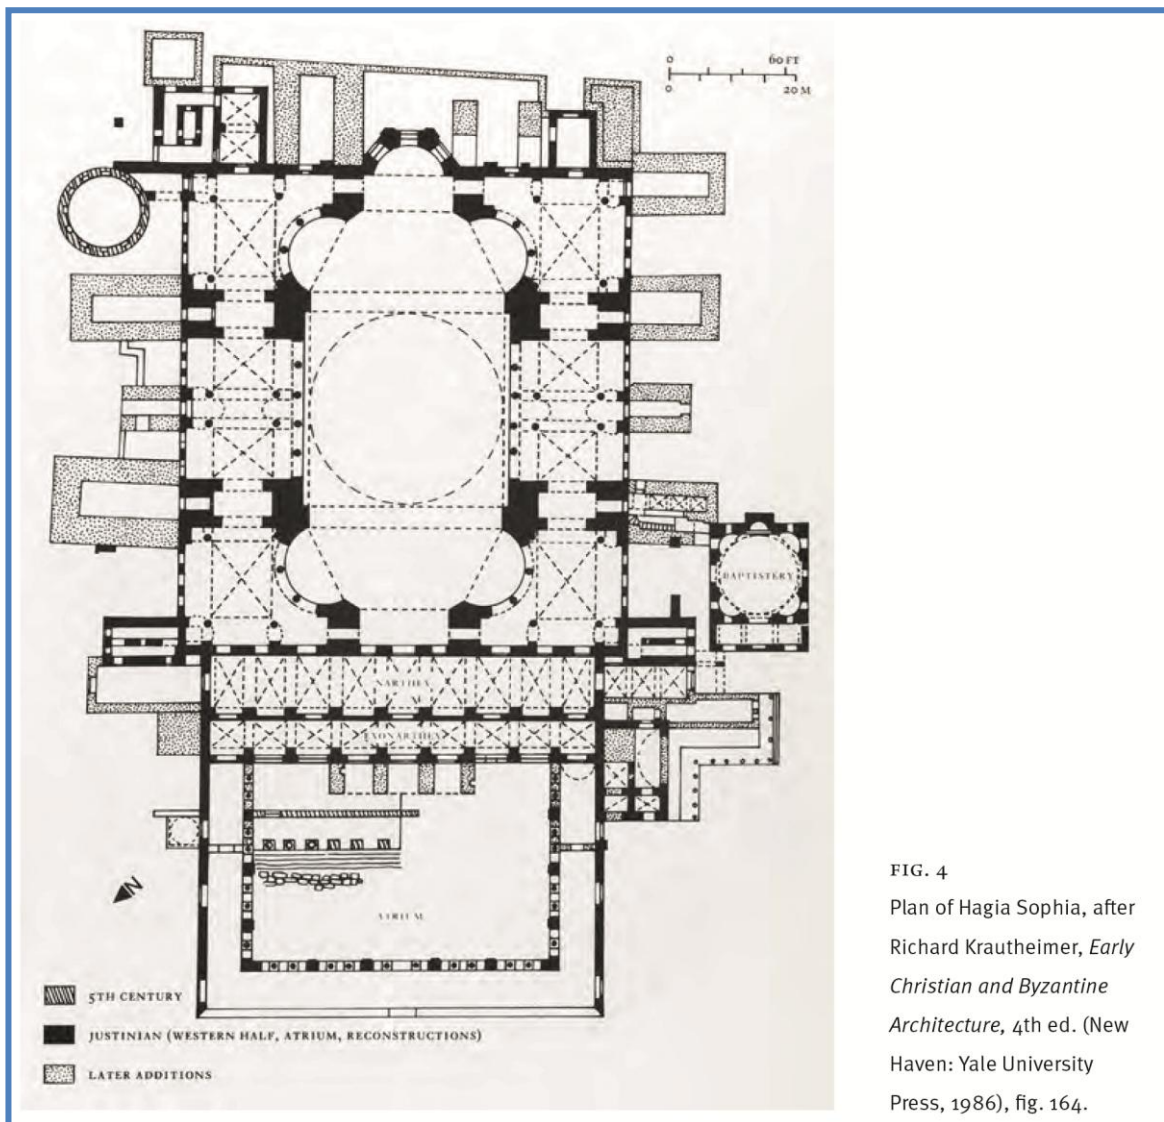 0 60 FT
0 20 M
BAPTISTERY
NARTHEX
EXONARTHEX
ATRIUM
N
5TH CENTURY
JUSTINIAN (WESTERN HALF, ATRIUM, RECONSTRUCTIONS)
LATER ADDITIONS
FIG. 4
Plan of Hagia Sophia, after
Richard Krautheimer, Early
Christian and Byzantine
Architecture, 4th ed. (New
Haven: Yale University
Press, 1986), fig. 164.